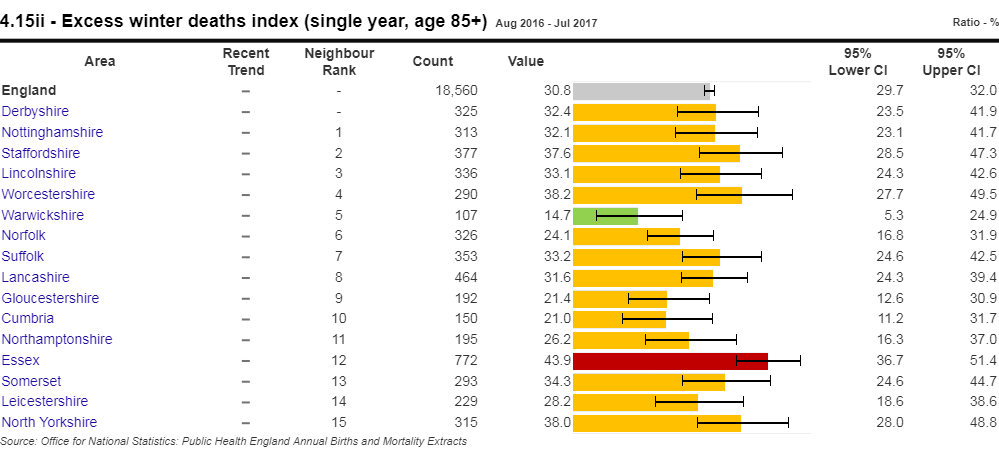 4.15ii - Excess winter deaths index (single year, age 85+) Aug 2016 - Jul 2017 Ratio - %
Area Recent Trend Neighbour Rank Count Value 95% Lower CI 95% Upper CI
England – - 18,560 30.8 29.7 32.0
Derbyshire – - 325 32.4 23.5 41.9
Nottinghamshire – 1 313 32.1 23.1 41.7
Staffordshire – 2 377 37.6 28.5 47.3
Lincolnshire – 3 336 33.1 24.3 42.6
Worcestershire – 4 290 38.2 27.7 49.5
Warwickshire – 5 107 14.7 5.3 24.9
Norfolk – 6 326 24.1 16.8 31.9
Suffolk – 7 353 33.2 24.6 42.5
Lancashire – 8 464 31.6 24.3 39.4
Gloucestershire – 9 192 21.4 12.6 30.9
Cumbria – 10 150 21.0 11.2 31.7
Northamptonshire – 11 195 26.2 16.3 37.0
Essex – 12 772 43.9 36.7 51.4
Somerset – 13 293 34.3 24.6 44.7
Leicestershire – 14 229 28.2 18.6 38.6
North Yorkshire – 15 315 38.0 28.0 48.8
Source: Office for National Statistics: Public Health England Annual Births and Mortality Extracts